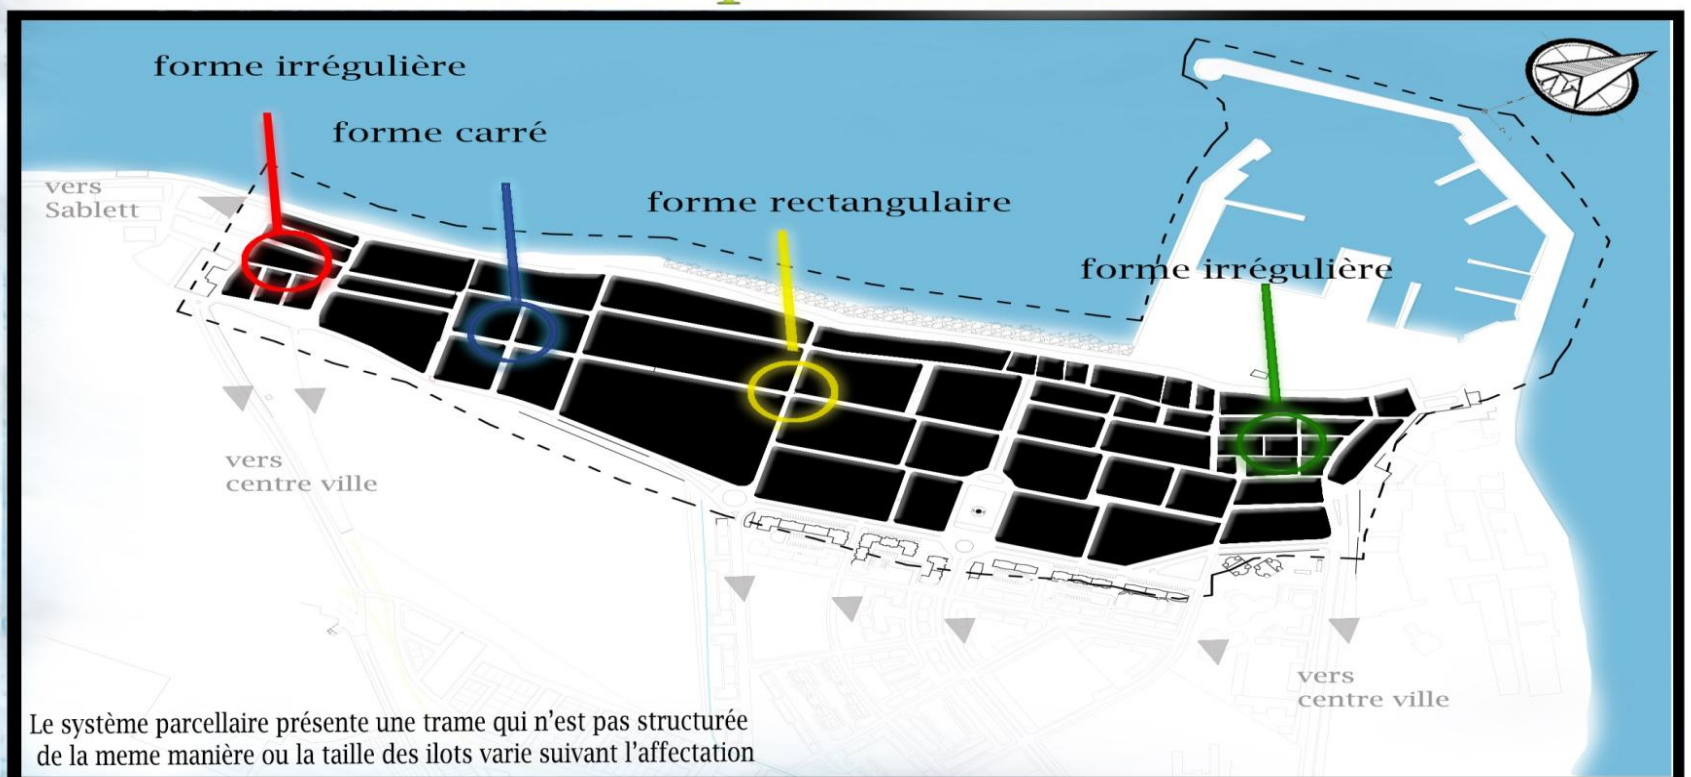 forme irrégulière
forme carré
vers
Sablett
forme rectangulaire
forme irrégulière
vers
centre ville
vers
centre ville
Le système parcellaire présente une trame qui n’est pas structurée
de la meme manière ou la taille des ilots varie suivant l’affectation